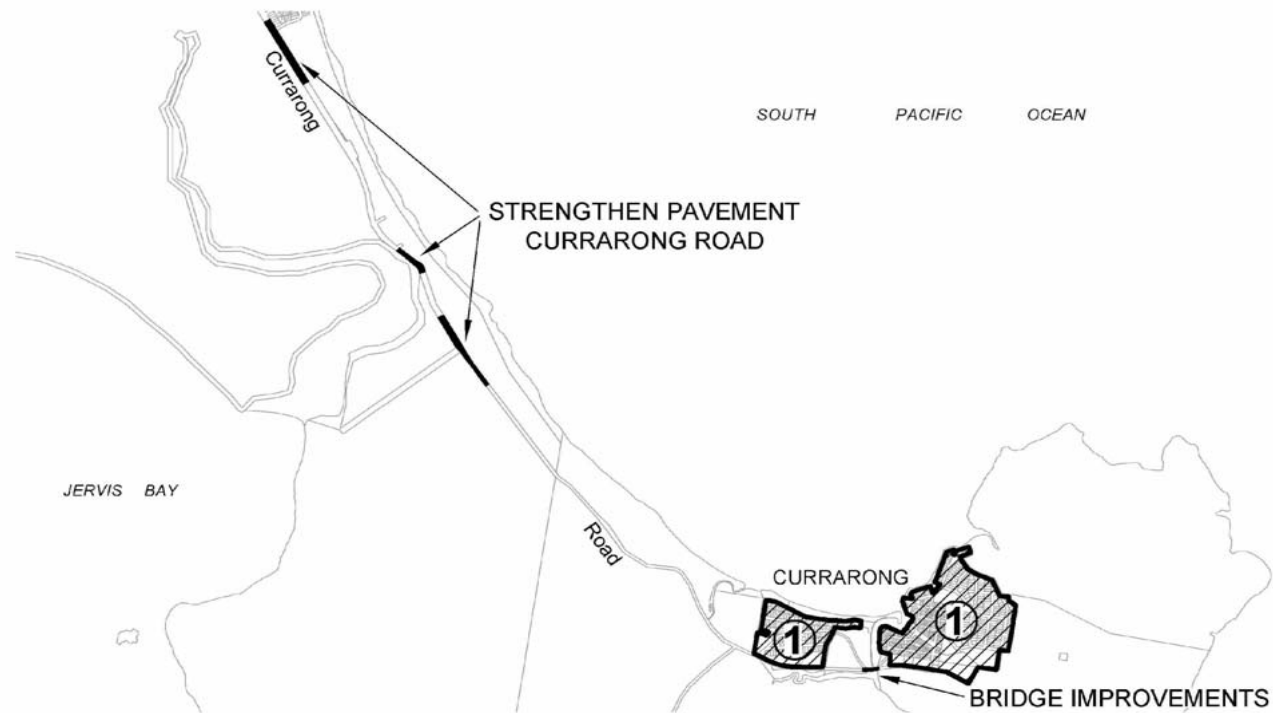 Currarong
SOUTH PACIFIC OCEAN
STRENGTHEN PAVEMENT
CURRARONG ROAD
JERVIS BAY
Road
CURRARONG
1
1
BRIDGE IMPROVEMENTS